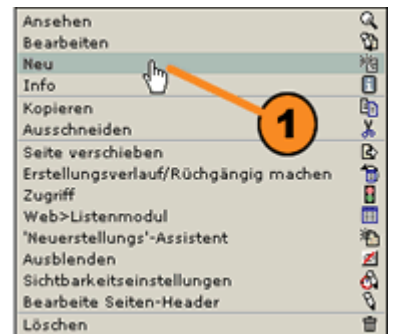 Ansehen
Bearbeiten
Neu
Info
Kopieren
Ausschneiden
Seite verschieben
Erstellungsverlauf/Rüchgängig machen
Zugriff
Web>Listenmodul
'Neuerstellungs'-Assistent
Ausblenden
Sichtbarkeitseinstellungen
Bearbeite Seiten-Header
Löschen
1